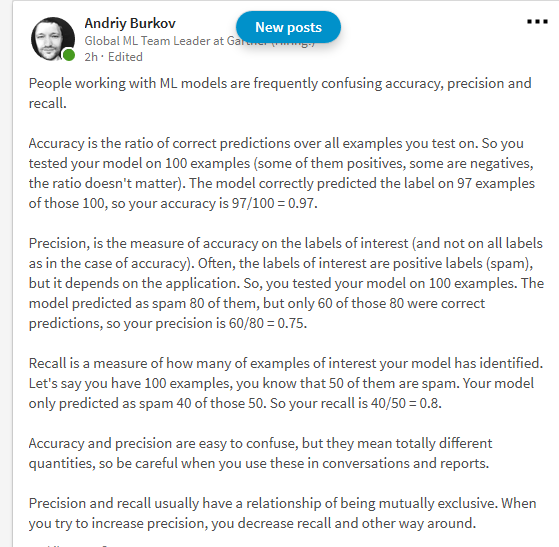 Andriy Burkov
New posts
Global ML Team Leader at Gartner (Hiring!)
2h · Edited
People working with ML models are frequently confusing accuracy, precision and
recall.
Accuracy is the ratio of correct predictions over all examples you test on. So you
tested your model on 100 examples (some of them positives, some are negatives,
the ratio doesn't matter). The model correctly predicted the label on 97 examples
of those 100, so your accuracy is 97/100 = 0.97.
Precision, is the measure of accuracy on the labels of interest (and not on all labels
as in the case of accuracy). Often, the labels of interest are positive labels (spam),
but it depends on the application. So, you tested your model on 100 examples. The
model predicted as spam 80 of them, but only 60 of those 80 were correct
predictions, so your precision is 60/80 = 0.75.
Recall is a measure of how many of examples of interest your model has identified.
Let's say you have 100 examples, you know that 50 of them are spam. Your model
only predicted as spam 40 of those 50. So your recall is 40/50 = 0.8.
Accuracy and precision are easy to confuse, but they mean totally different
quantities, so be careful when you use these in conversations and reports.
Precision and recall usually have a relationship of being mutually exclusive. When
you try to increase precision, you decrease recall and other way around.